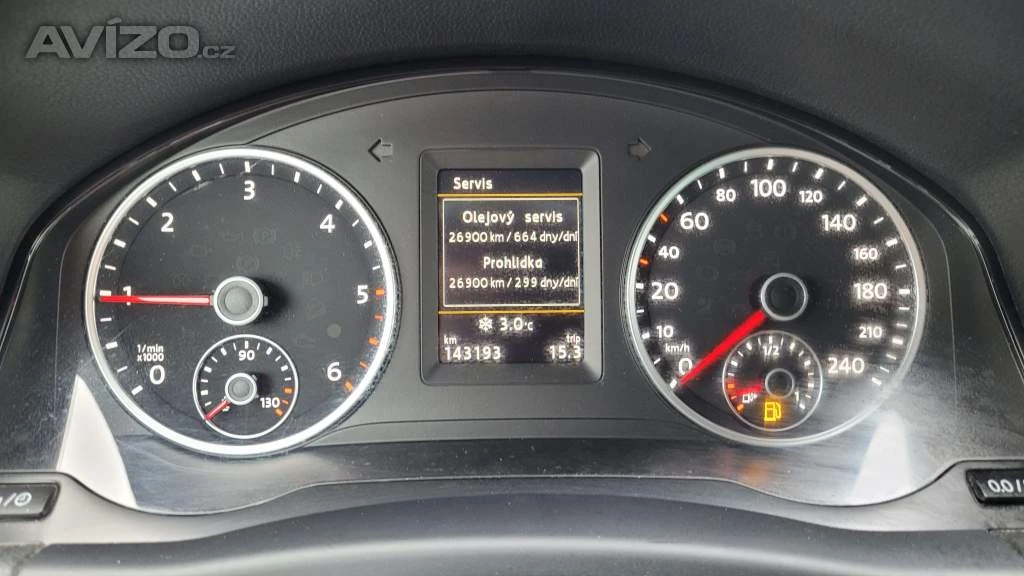 AVÍZO.cz
1/min
x1000
0
1
2
3
4
5
6
90
130
Servis
Olejový servis
26900 km / 664 dny/dní
Prohlídka
26900 km / 299 dny/dní
3.0°C
km trip
143193 15.3
km/h
0
10
20
40
60
80
100
120
140
160
180
210
240
1/2
1
0.0/